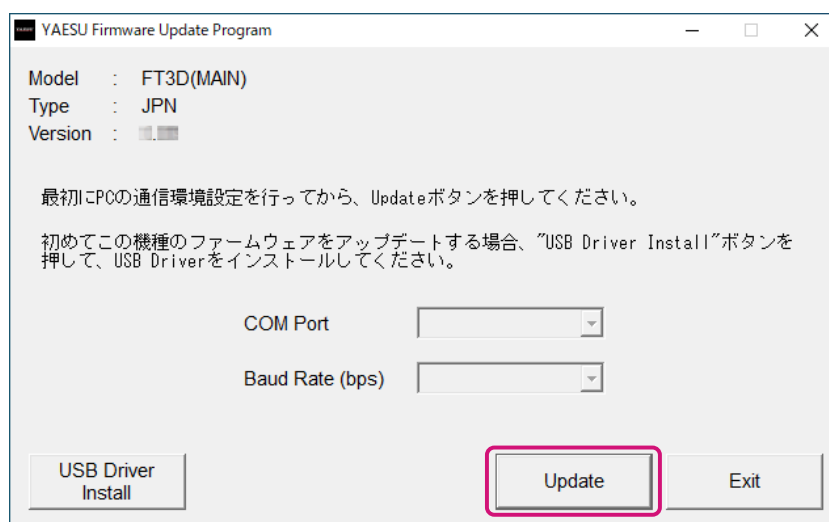 YAESU Firmware Update Program
Model : FT3D(MAIN)
Type : JPN
Version :
最初にPCの通信環境設定を行ってから、Updateボタンを押してください。
初めてこの機種のファームウェアをアップデートする場合、"USB Driver Install"ボタンを
押して、USB Driverをインストールしてください。
COM Port
Baud Rate (bps)
USB Driver
Install
Update
Exit